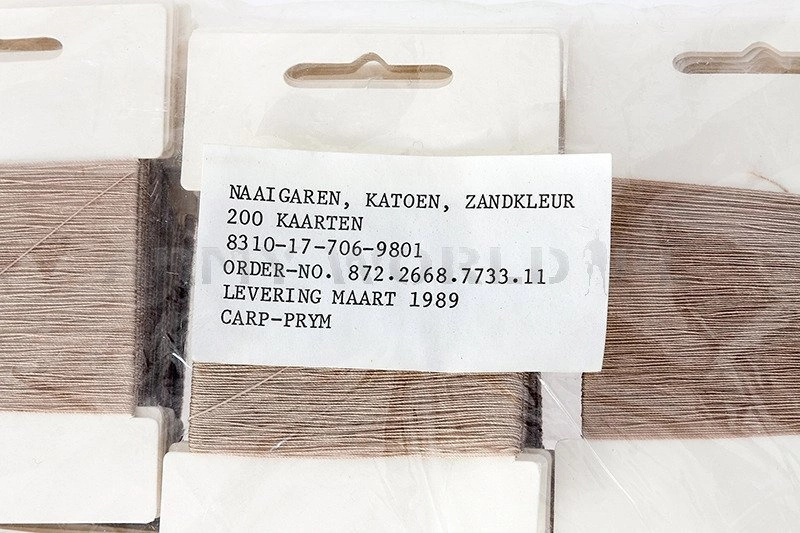 NAAIGAREN, KATOEN, ZANDKLEUR
200 KAARTEN
8310-17-706-9801
ORDER-NO. 872.2668.7733.11
LEVERING MAART 1989
CARP-PRYM